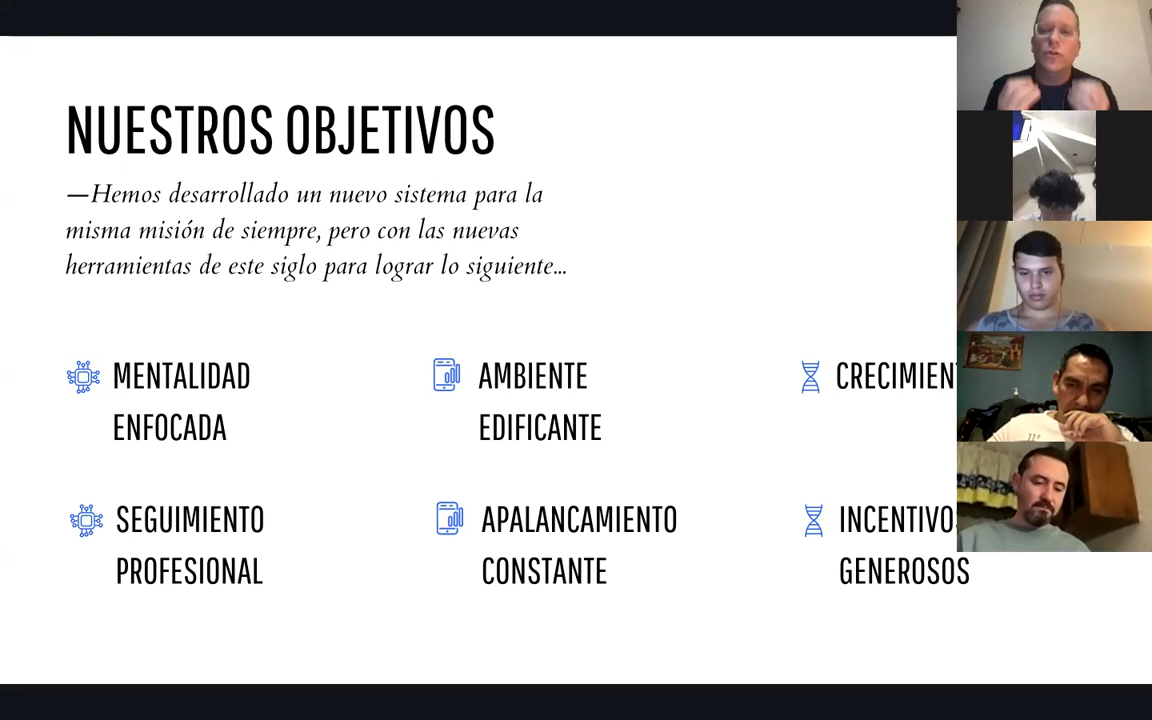 NUESTROS OBJETIVOS
—Hemos desarrollado un nuevo sistema para la
misma misión de siempre, pero con las nuevas
herramientas de este siglo para lograr lo siguiente...
MENTALIDAD
ENFOCADA
AMBIENTE
EDIFICANTE
SEGUIMIENTO
PROFESIONAL
APALANCAMIENTO
CONSTANTE
GENEROSOS